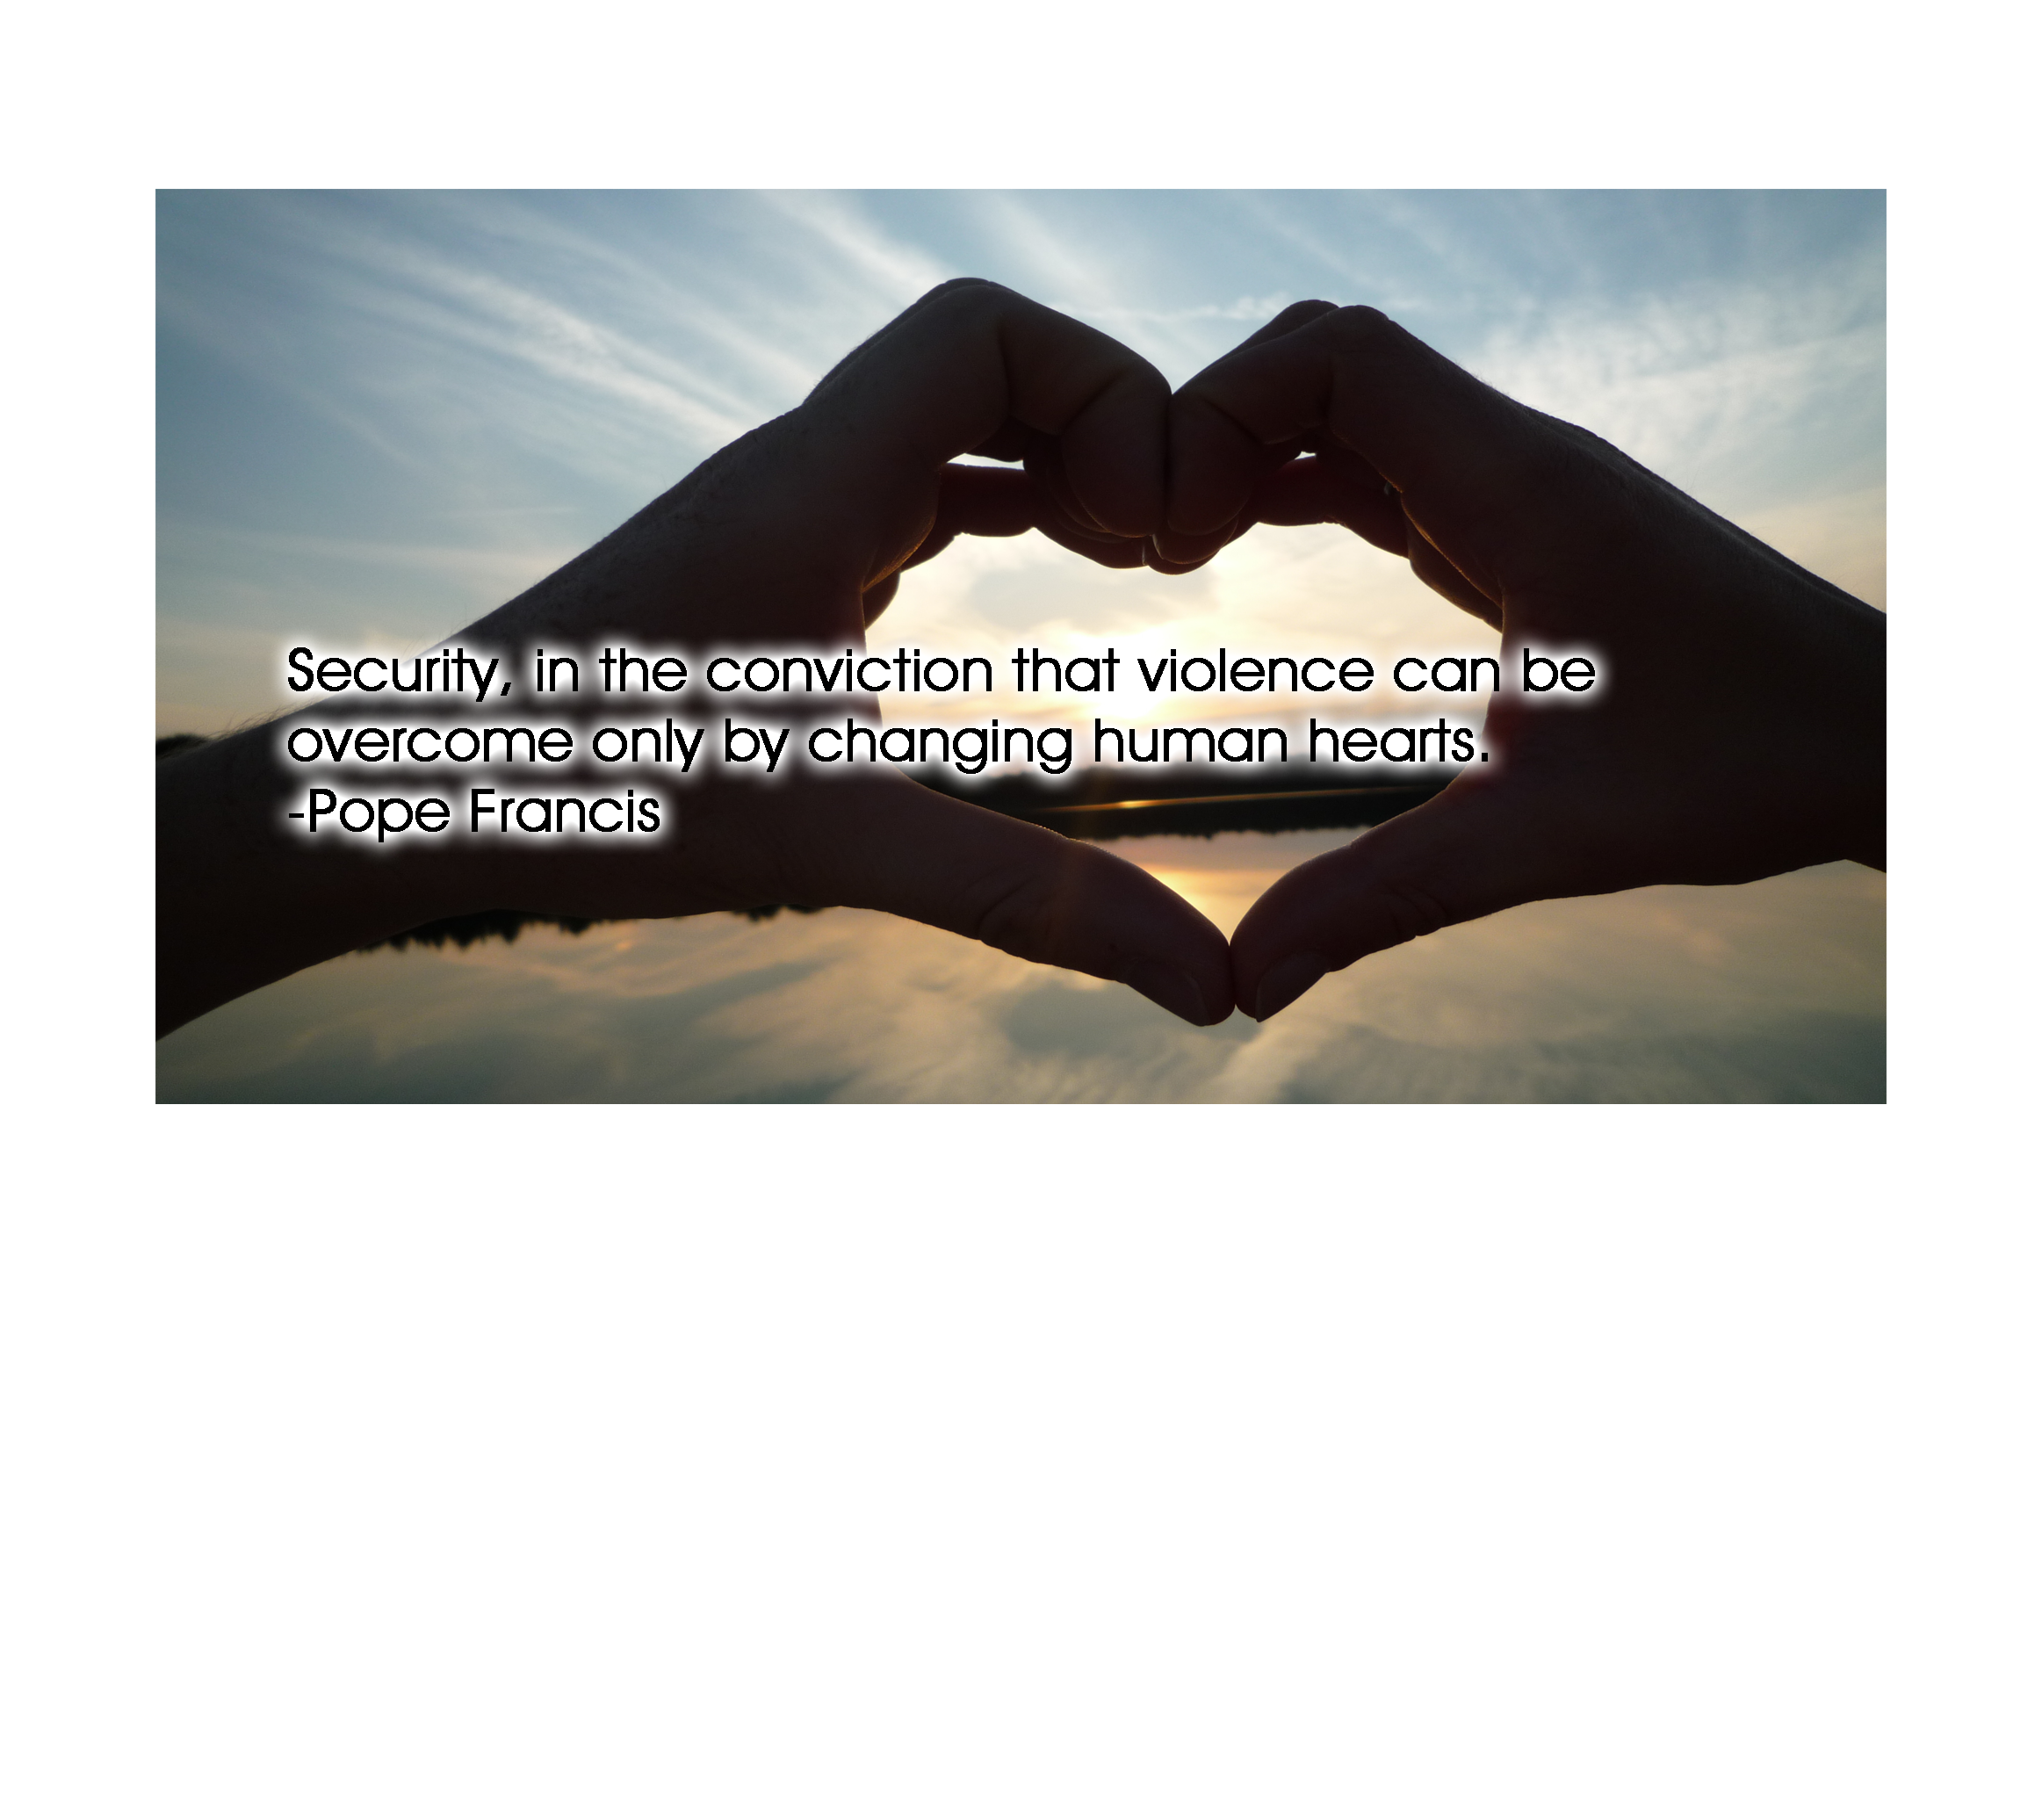 Security, in the conviction that violence can be
overcome only by changing human hearts.
-Pope Francis